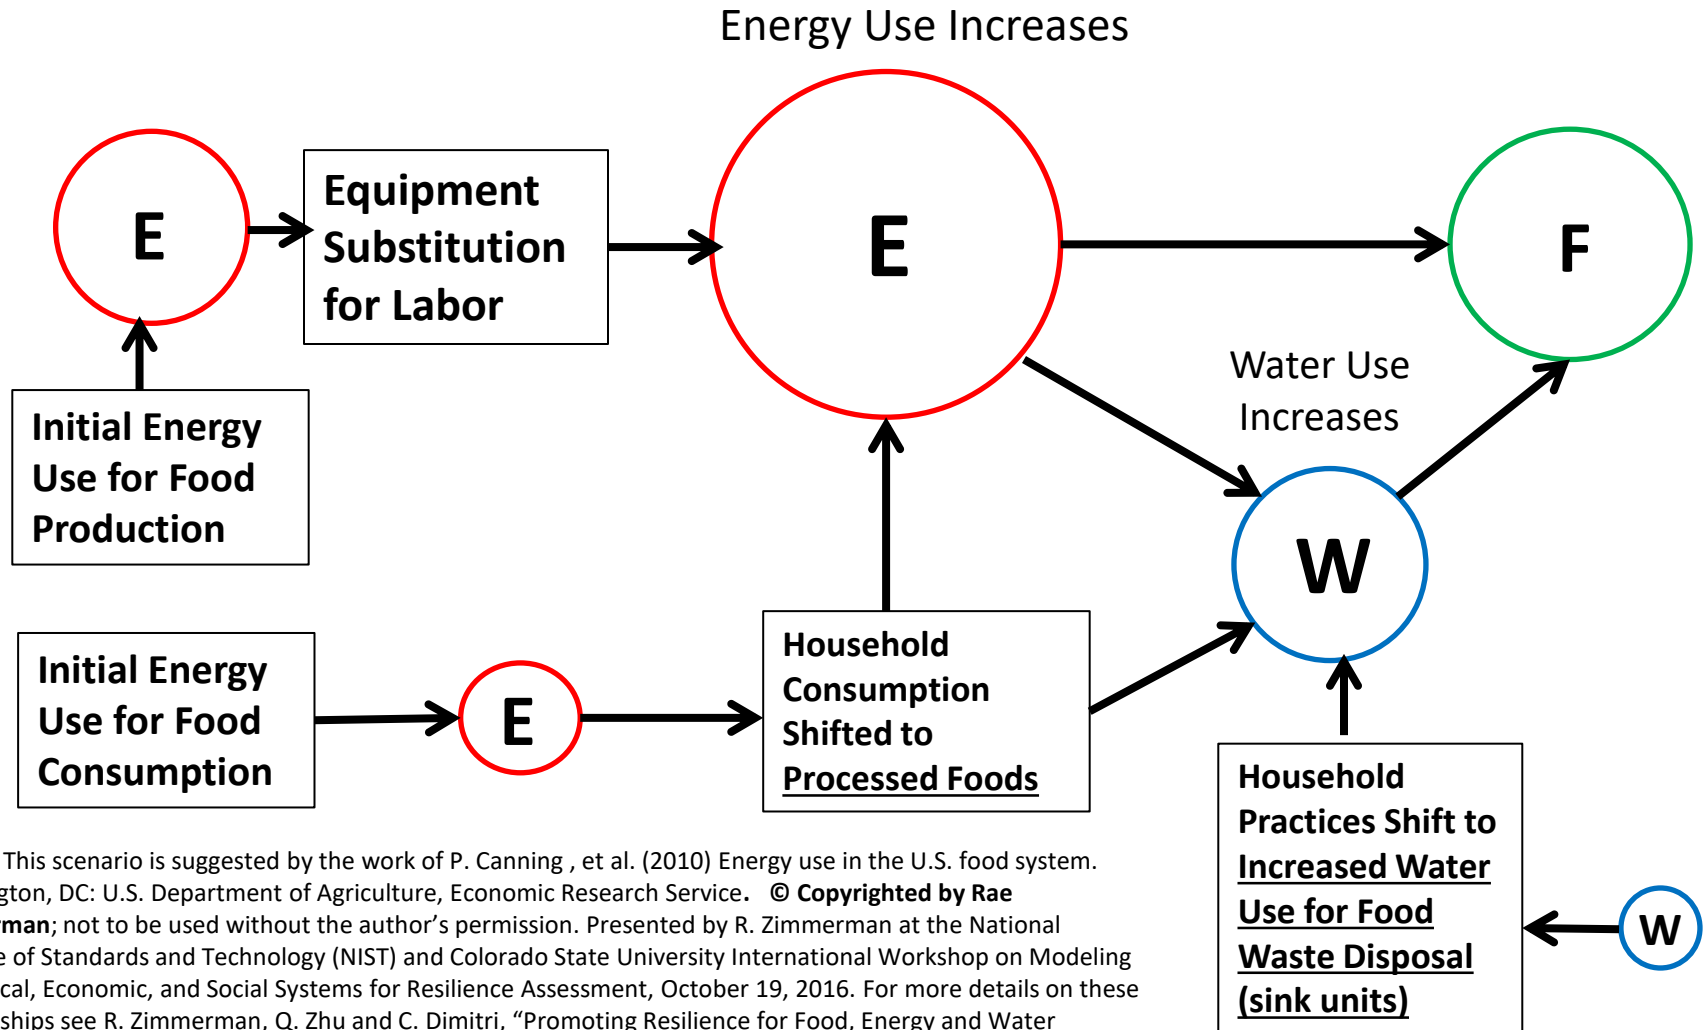 Energy Use Increases
E
Equipment
Substitution
for Labor
E
F
Initial Energy
Use for Food
Production
Water Use
Increases
W
Initial Energy
Use for Food
Consumption
E
Household
Consumption
Shifted to
Processed Foods
Household
Practices Shift to
Increased Water
Use for Food
Waste Disposal
(sink units)
W
This scenario is suggested by the work of P. Canning , et al. (2010) Energy use in the U.S. food system.
gton, DC: U.S. Department of Agriculture, Economic Research Service. © Copyrighted by Rae
rman; not to be used without the author’s permission. Presented by R. Zimmerman at the National
e of Standards and Technology (NIST) and Colorado State University International Workshop on Modeling
cal, Economic, and Social Systems for Resilience Assessment, October 19, 2016. For more details on these
ships see R. Zimmerman, Q. Zhu and C. Dimitri, “Promoting Resilience for Food, Energy and Water